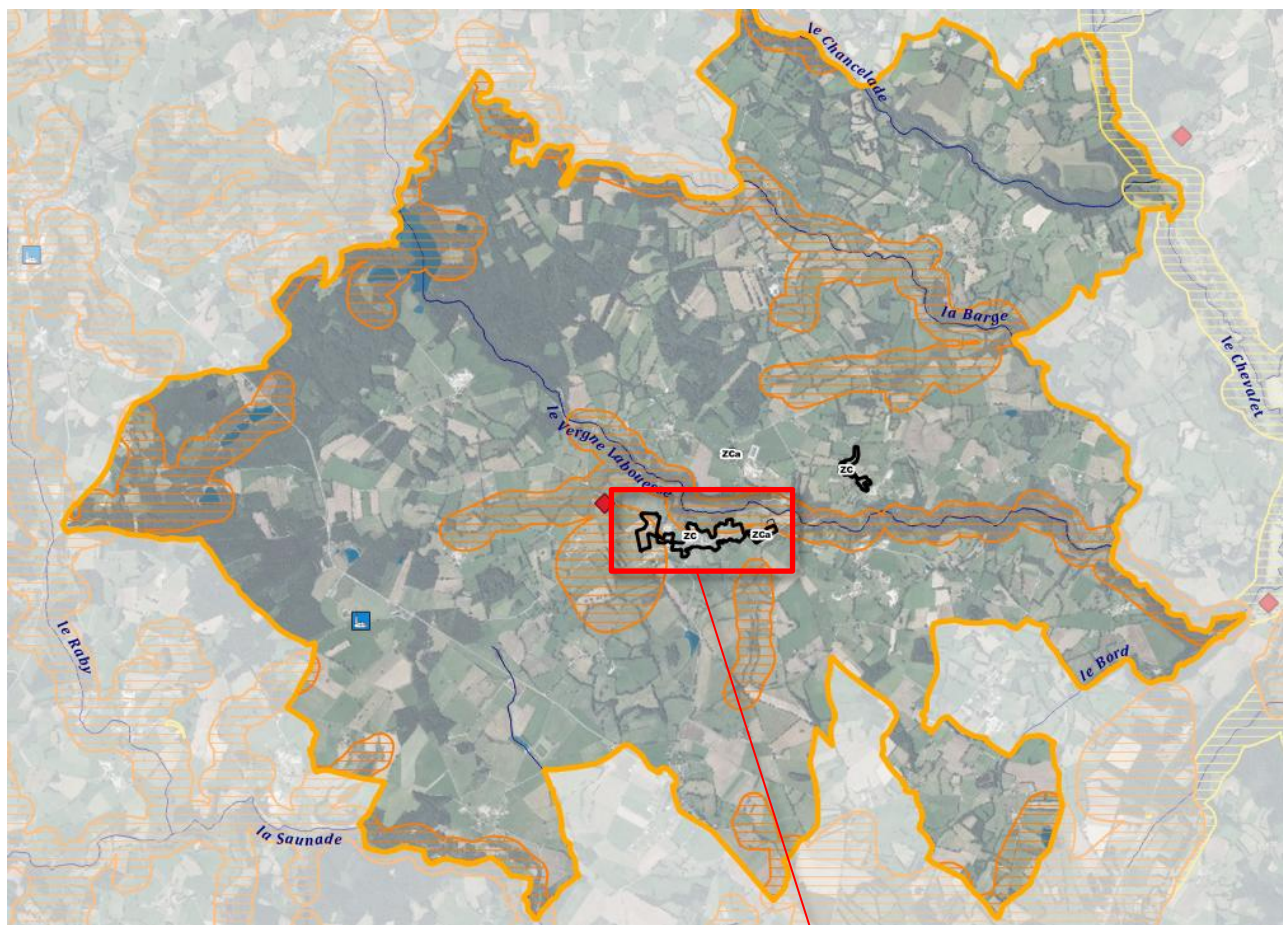 le Chancelade
la Barge
le Chevalet
le Vergne Labouesse
ZCa
ZC
ZC
ZCa
le Raby
le Bord
la Saunade